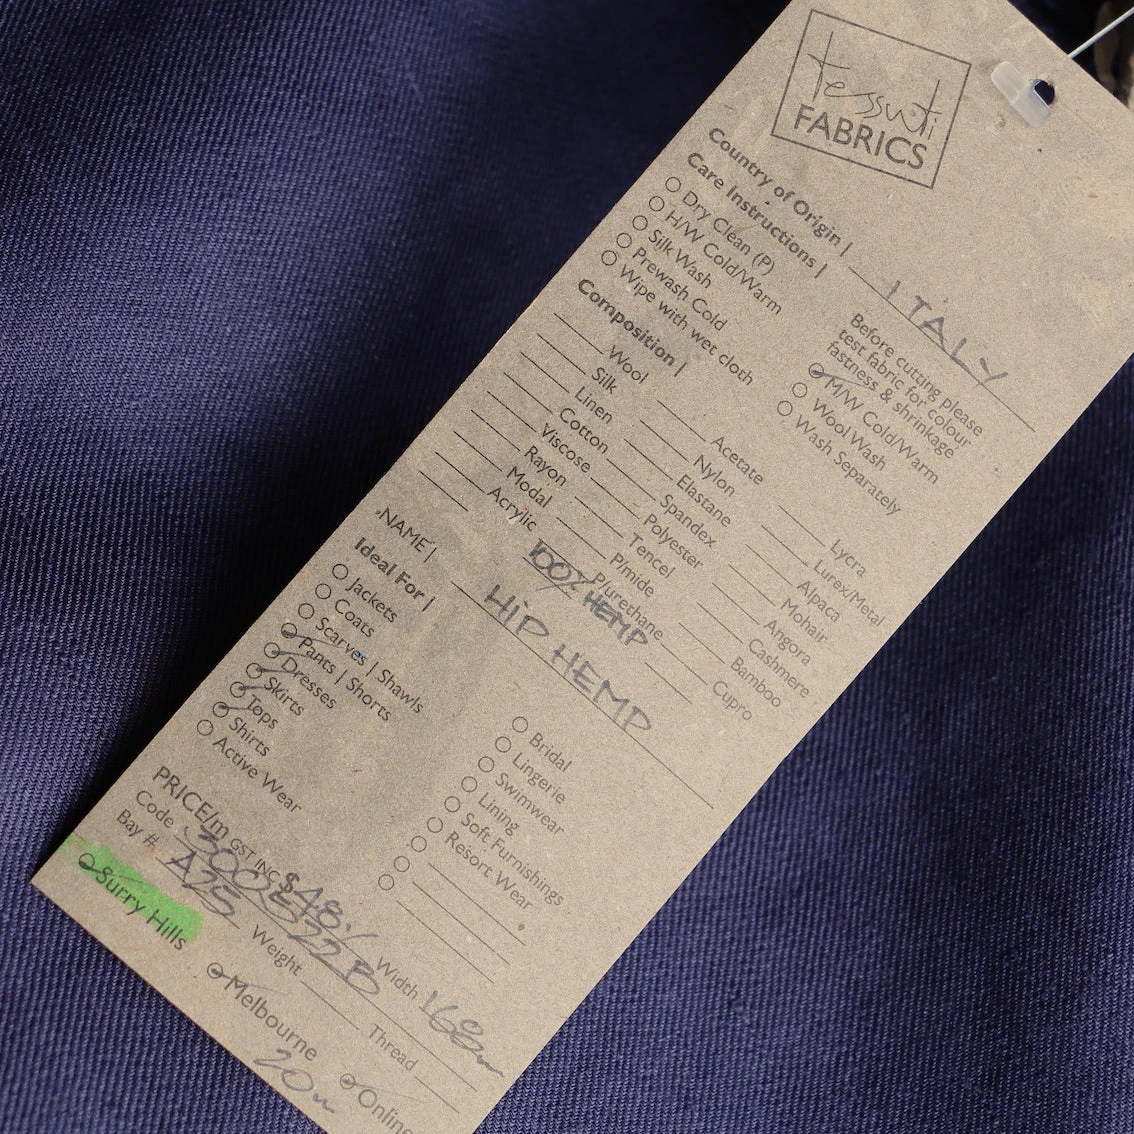 tessuti
FABRICS
Country of Origin | ITALY
Care Instructions |
Dry Clean (P)
H/W Cold/Warm
Silk Wash
Prewash Cold
Wipe with wet cloth
Before cutting please
test fabric for colour
fastness & shrinkage
M/W Cold/Warm
Wool Wash
Wash Separately
Composition |
Wool
Silk
Linen
Cotton
Viscose
Rayon
Modal
Acrylic
Acetate
Nylon
Elastane
Spandex
Polyester
Tencel
P/mide
P/urethane
100% HEMP
Lycra
Lurex/Metal
Alpaca
Mohair
Angora
Cashmere
Bamboo
Cupro
NAME | HIP HEMP
Ideal For |
Jackets
Coats
Scarves | Shawls
Pants | Shorts
Dresses
Skirts
Tops
Shirts
Active Wear
Bridal
Lingerie
Swimwear
Lining
Soft Furnishings
Resort Wear
PRICE/m GST INC $48
Code
Bay # A25
Width
Weight
Thread
Surry Hills
Melbourne
Online